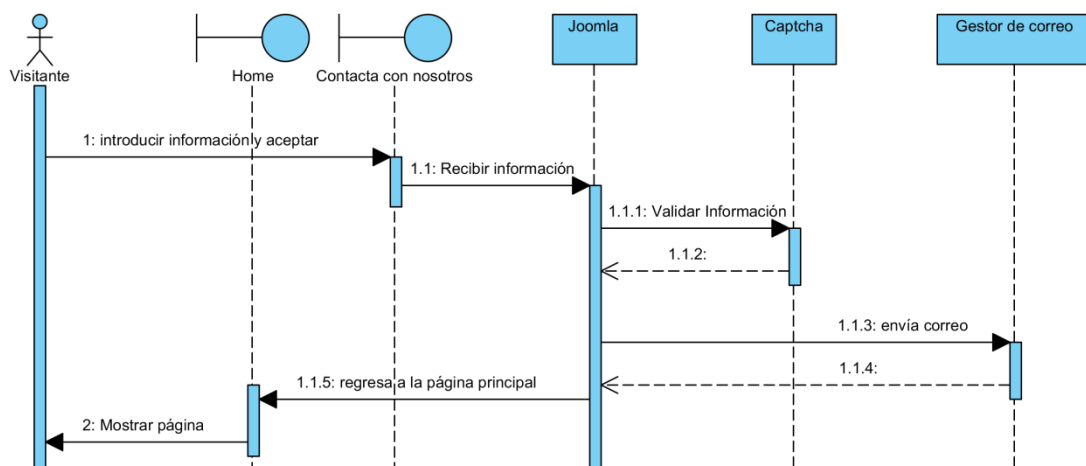 Joomla
Captcha
Gestor de correo
Visitante
Home
Contacta con nosotros
1: introducir información y aceptar
1.1: Recibir información
1.1.1: Validar Información
1.1.2:
1.1.3: envía correo
1.1.4:
1.1.5: regresa a la página principal
2: Mostrar página